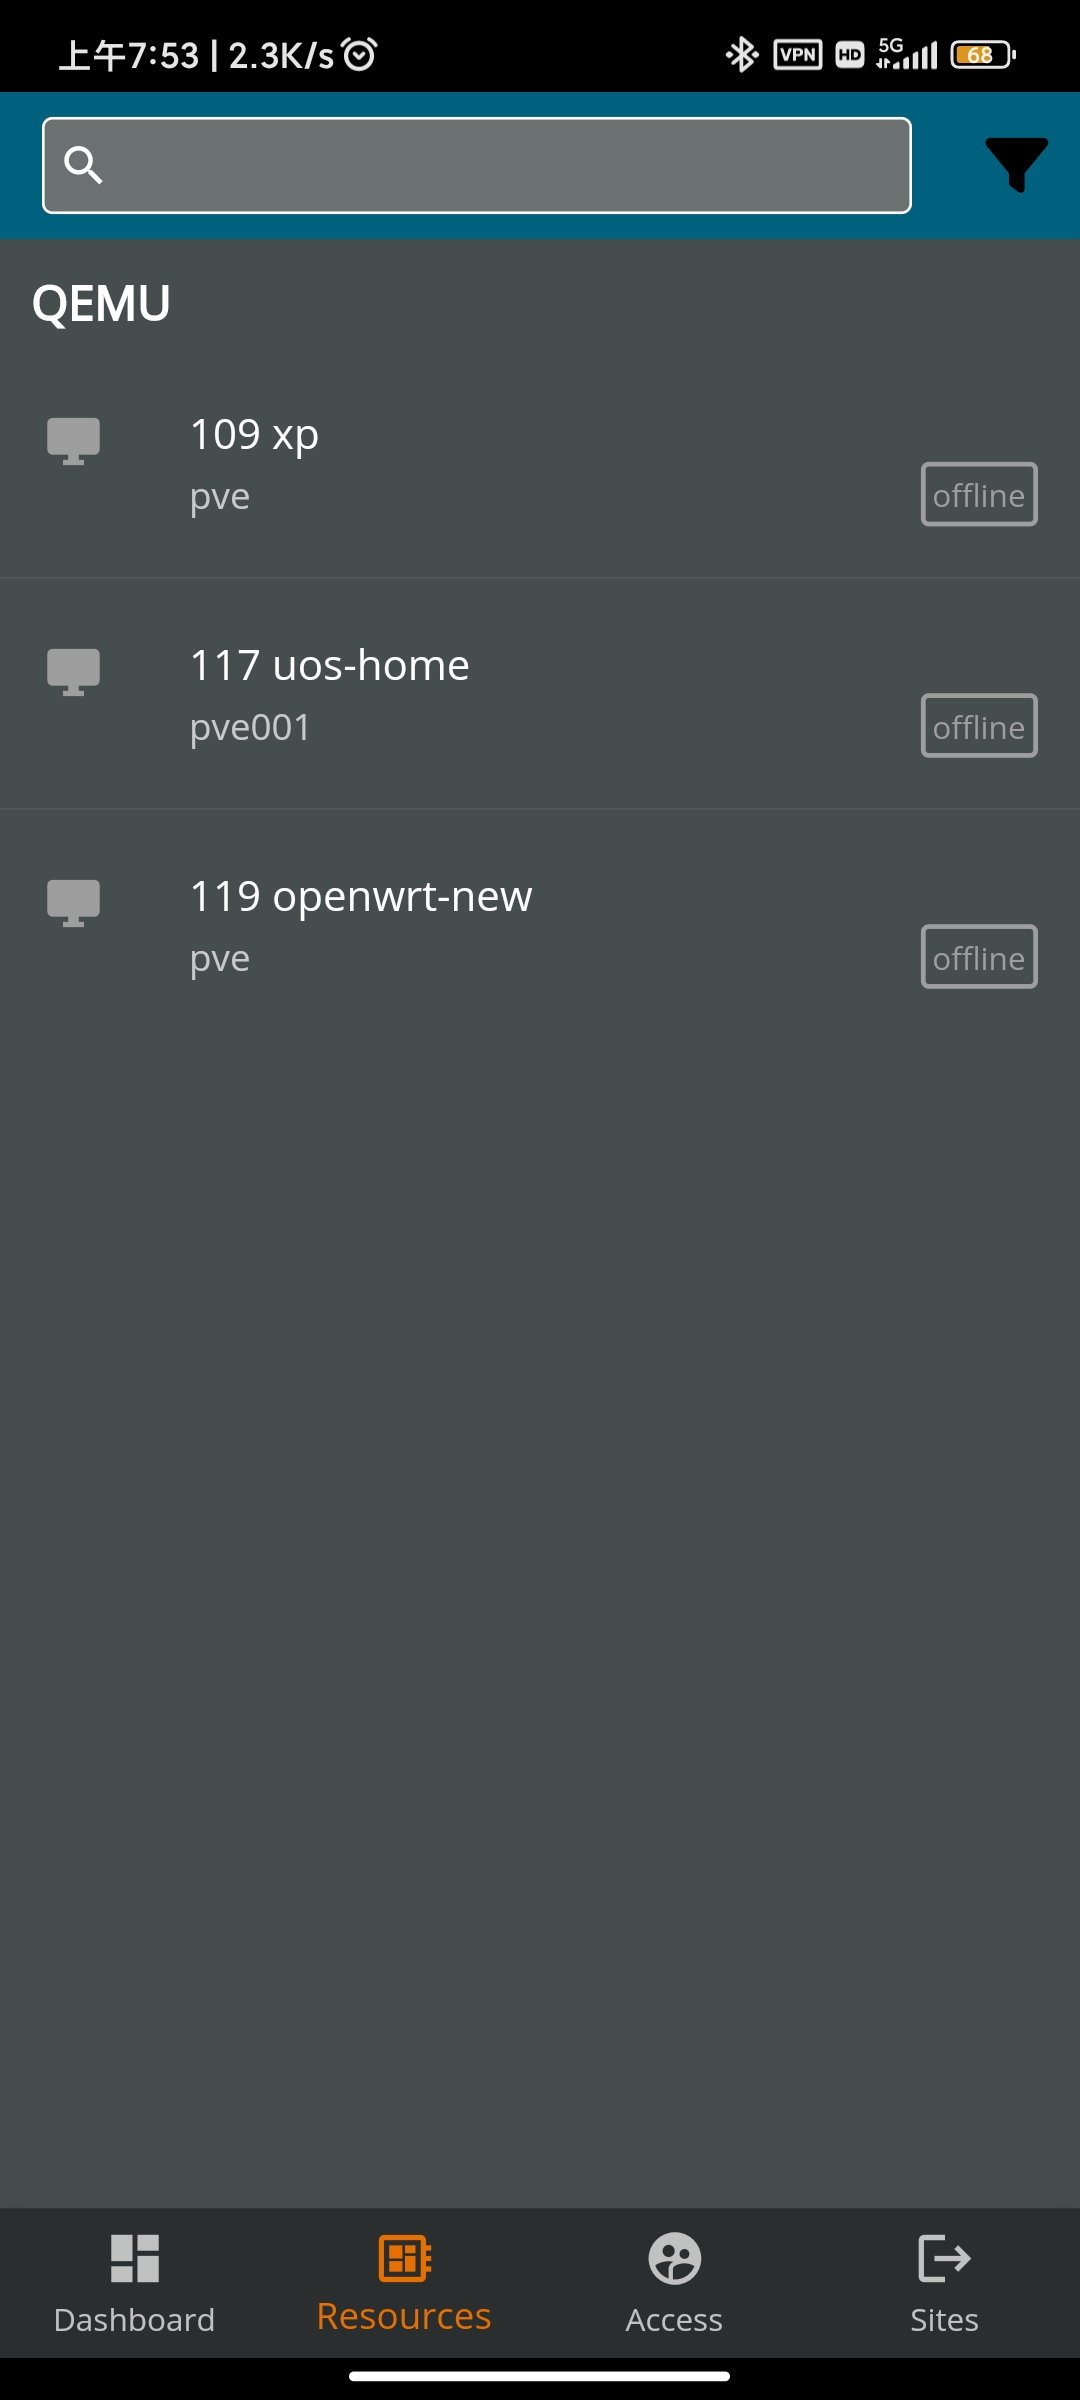 上午7:53 | 2.3K/s
VPN HD 5G 68
QEMU
109 xp
pve
offline
117 uos-home
pve001
offline
119 openwrt-new
pve
offline
Dashboard Resources Access Sites